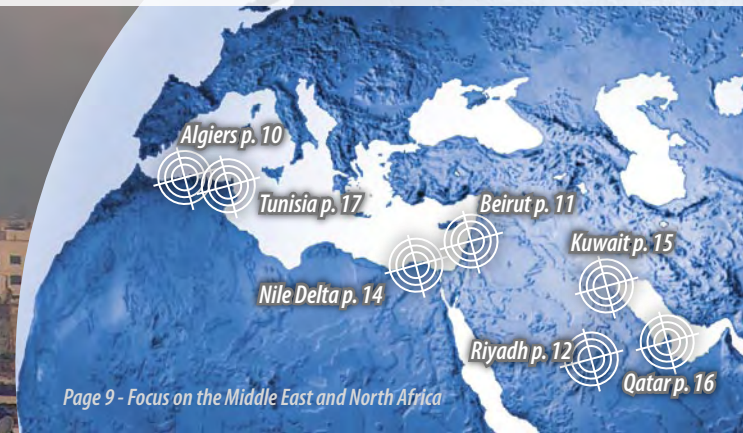 Algiers p. 10
Tunisia p. 17
Beirut p. 11
Kuwait p. 15
Nile Delta p. 14
Riyadh p. 12
Qatar p. 16
Page 9 - Focus on the Middle East and North Africa